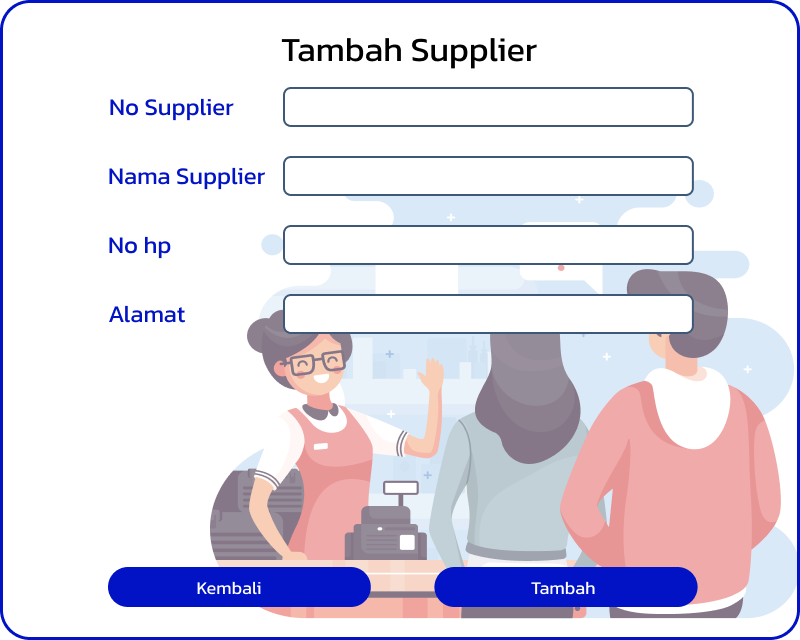 Tambah Supplier
No Supplier
Nama Supplier
No hp
Alamat
Kembali
Tambah